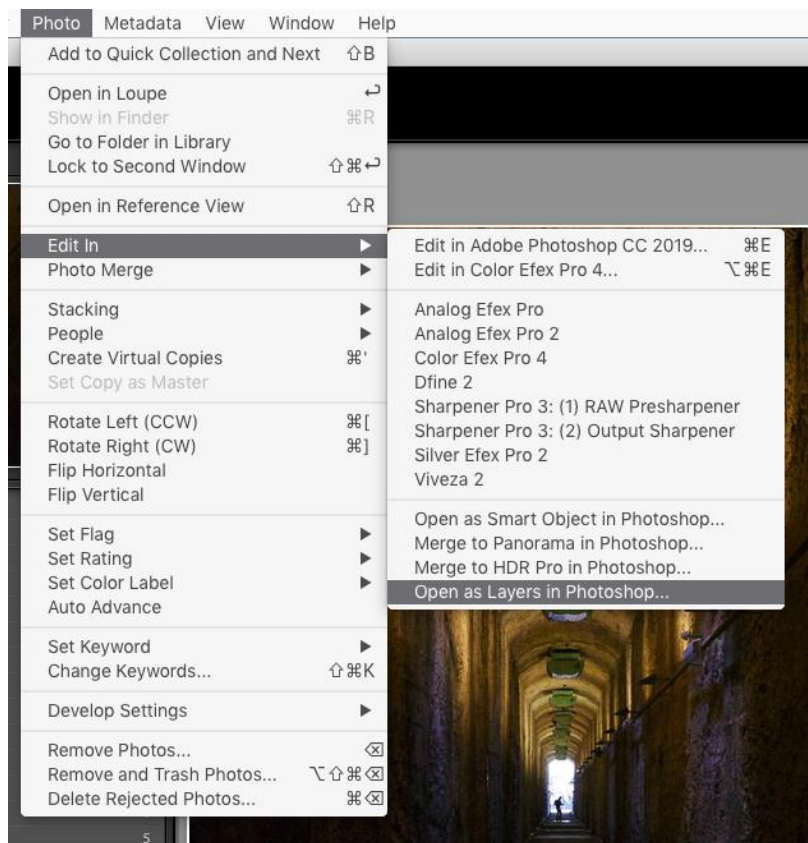 Photo Metadata View Window Help
Add to Quick Collection and Next ⇧B
Open in Loupe ↩
Show in Finder ⌘R
Go to Folder in Library
Lock to Second Window ⇧⌘↩
Open in Reference View ⇧R
Edit In ▶
Photo Merge ▶
Stacking ▶
People ▶
Create Virtual Copies ⌘'
Set Copy as Master
Rotate Left (CCW) ⌘[
Rotate Right (CW) ⌘]
Flip Horizontal
Flip Vertical
Set Flag ▶
Set Rating ▶
Set Color Label ▶
Auto Advance
Set Keyword ▶
Change Keywords... ⇧⌘K
Develop Settings ▶
Remove Photos... ⌫
Remove and Trash Photos... ⌥⇧⌘⌫
Delete Rejected Photos... ⌘⌫
5
Edit in Adobe Photoshop CC 2019... ⌘E
Edit in Color Efex Pro 4... ⌥⌘E
Analog Efex Pro
Analog Efex Pro 2
Color Efex Pro 4
Dfine 2
Sharpener Pro 3: (1) RAW Presharpener
Sharpener Pro 3: (2) Output Sharpener
Silver Efex Pro 2
Viveza 2
Open as Smart Object in Photoshop...
Merge to Panorama in Photoshop...
Merge to HDR Pro in Photoshop...
Open as Layers in Photoshop...